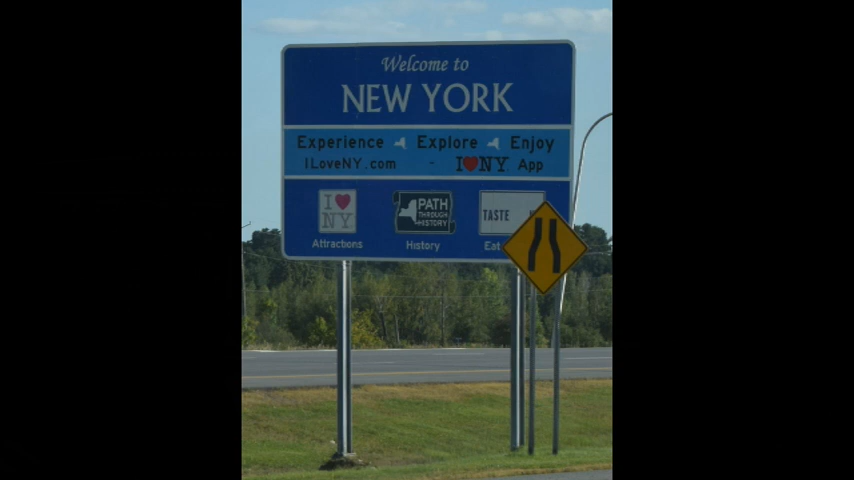 Welcome to
NEW YORK
Experience Explore Enjoy
ILoveNY.com - I♥NY App
I♥
NY
PATH
THROUGH
HISTORY
TASTE
Attractions History Eat